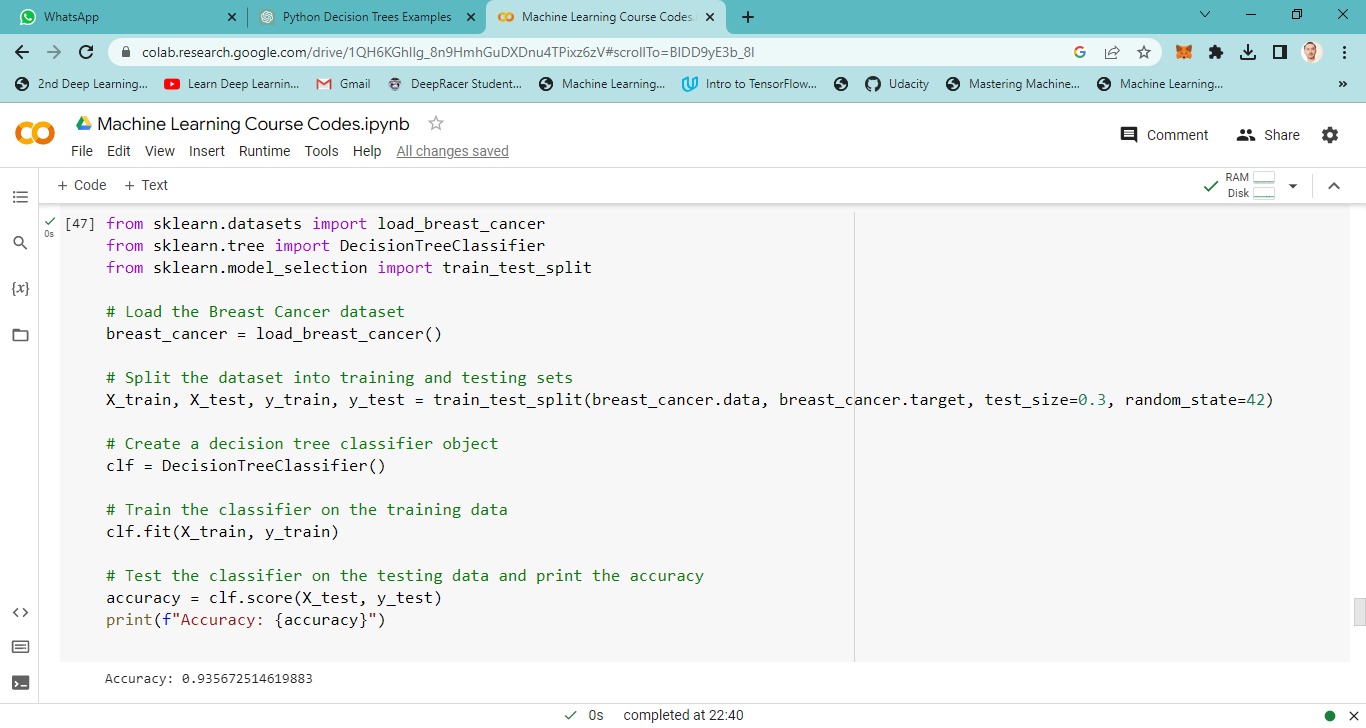 WhatsApp
Python Decision Trees Examples
Machine Learning Course Codes.
colab.research.google.com/drive/
2nd Deep Learning...
Learn Deep Learnin...
Gmail
DeepRacer Student...
Machine Learning...
Intro to TensorFlow...
Udacity
Mastering Machine...
Machine Learning...
»
Machine Learning Course Codes.ipynb
Comment
Share
File Edit View Insert Runtime Tools Help All changes saved
+ Code + Text
RAM
Disk
{x}
0s
[47] from sklearn.datasets import load_breast_cancer
from sklearn.tree import DecisionTreeClassifier
from sklearn.model_selection import train_test_split
# Load the Breast Cancer dataset
breast_cancer = load_breast_cancer()
# Split the dataset into training and testing sets
X_train, X_test, y_train, y_test = train_test_split(breast_cancer.data, breast_cancer.target, test_size=0.3, random_state=42)
# Create a decision tree classifier object
clf = DecisionTreeClassifier()
# Train the classifier on the training data
clf.fit(X_train, y_train)
# Test the classifier on the testing data and print the accuracy
accuracy = clf.score(X_test, y_test)
print(f"Accuracy: {accuracy}")
Accuracy: 0.935672514619883
0s completed at 22:40